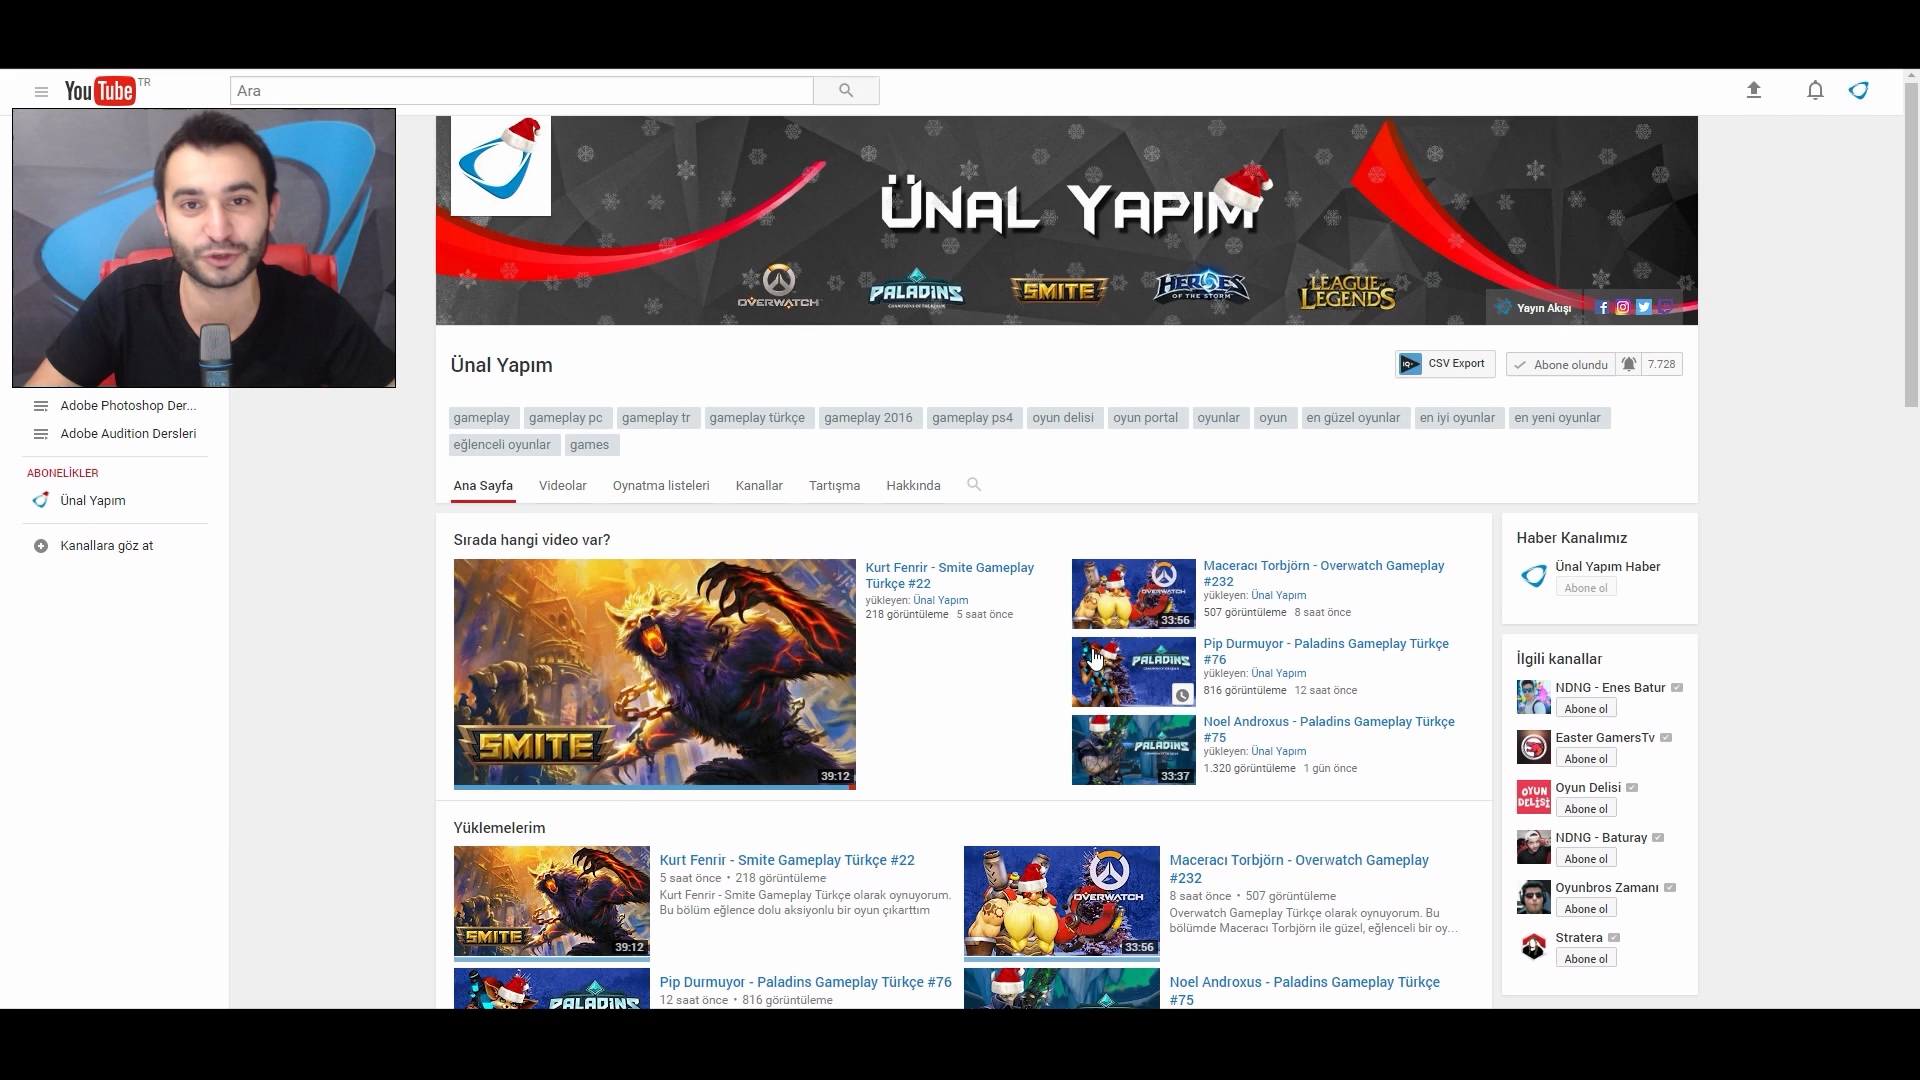 YouTube TR
Ara
ÜNAL YAPIM
OVERWATCH
PALADINS
SMITE
HEROES
OF THE STORM
LEAGUE of LEGENDS
Yayın Akışı
Ünal Yapım
CSV Export
Abone olundu
7.728
gameplay
gameplay pc
gameplay tr
gameplay türkçe
gameplay 2016
gameplay ps4
oyun delisi
oyun portal
oyunlar
oyun
en güzel oyunlar
en iyi oyunlar
en yeni oyunlar
eğlenceli oyunlar
games
Adobe Photoshop Der...
Adobe Audition Dersleri
ABONELİKLER
Ünal Yapım
Kanallara göz at
Ana Sayfa
Videolar
Oynatma listeleri
Kanallar
Tartışma
Hakkında
Sırada hangi video var?
SMITE
39:12
Kurt Fenrir - Smite Gameplay
Türkçe #22
yükleyen: Ünal Yapım
218 görüntüleme 5 saat önce
OVERWATCH
33:56
Maceracı Torbjörn - Overwatch Gameplay
#232
yükleyen: Ünal Yapım
507 görüntüleme 8 saat önce
PALADINS
Pip Durmuyor - Paladins Gameplay Türkçe
#76
yükleyen: Ünal Yapım
816 görüntüleme 12 saat önce
PALADINS
33:37
Noel Androxus - Paladins Gameplay Türkçe
#75
yükleyen: Ünal Yapım
1.320 görüntüleme 1 gün önce
Yüklemelerim
SMITE
39:12
Kurt Fenrir - Smite Gameplay Türkçe #22
5 saat önce • 218 görüntüleme
Kurt Fenrir - Smite Gameplay Türkçe olarak oynuyorum.
Bu bölüm eğlence dolu aksiyonlu bir oyun çıkarttım
OVERWATCH
33:56
Maceracı Torbjörn - Overwatch Gameplay
#232
8 saat önce • 507 görüntüleme
Overwatch Gameplay Türkçe olarak oynuyorum. Bu
bölümde Maceracı Torbjörn ile güzel, eğlenceli bir oy...
PALADINS
Pip Durmuyor - Paladins Gameplay Türkçe #76
12 saat önce • 816 görüntüleme
Noel Androxus - Paladins Gameplay Türkçe
#75
Haber Kanalımız
Ünal Yapım Haber
Abone ol
İlgili kanallar
NDNG - Enes Batur
Abone ol
Easter GamersTv
Abone ol
OYUN
DELİSİ
Oyun Delisi
Abone ol
NDNG - Baturay
Abone ol
Oyunbros Zamanı
Abone ol
Stratera
Abone ol